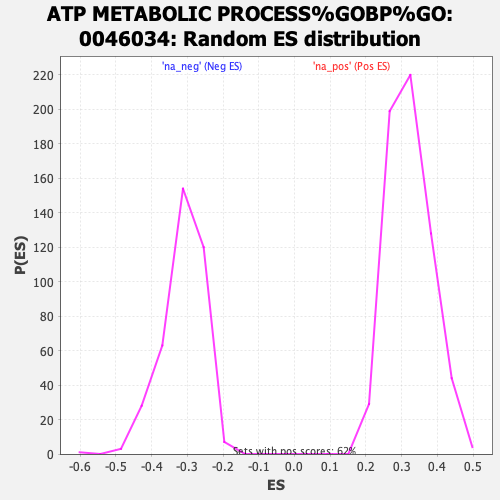 ATP METABOLIC PROCESS%GOBP%GO:
0046034: Random ES distribution
'na_neg' (Neg ES) 'na_pos' (Pos ES)
220
200
180
160
140
120
100
80
60
40
20
0
P(ES)
Sets with pos scores: 62%
-0.6 -0.5 -0.4 -0.3 -0.2 -0.1 0.0 0.1 0.2 0.3 0.4 0.5
ES